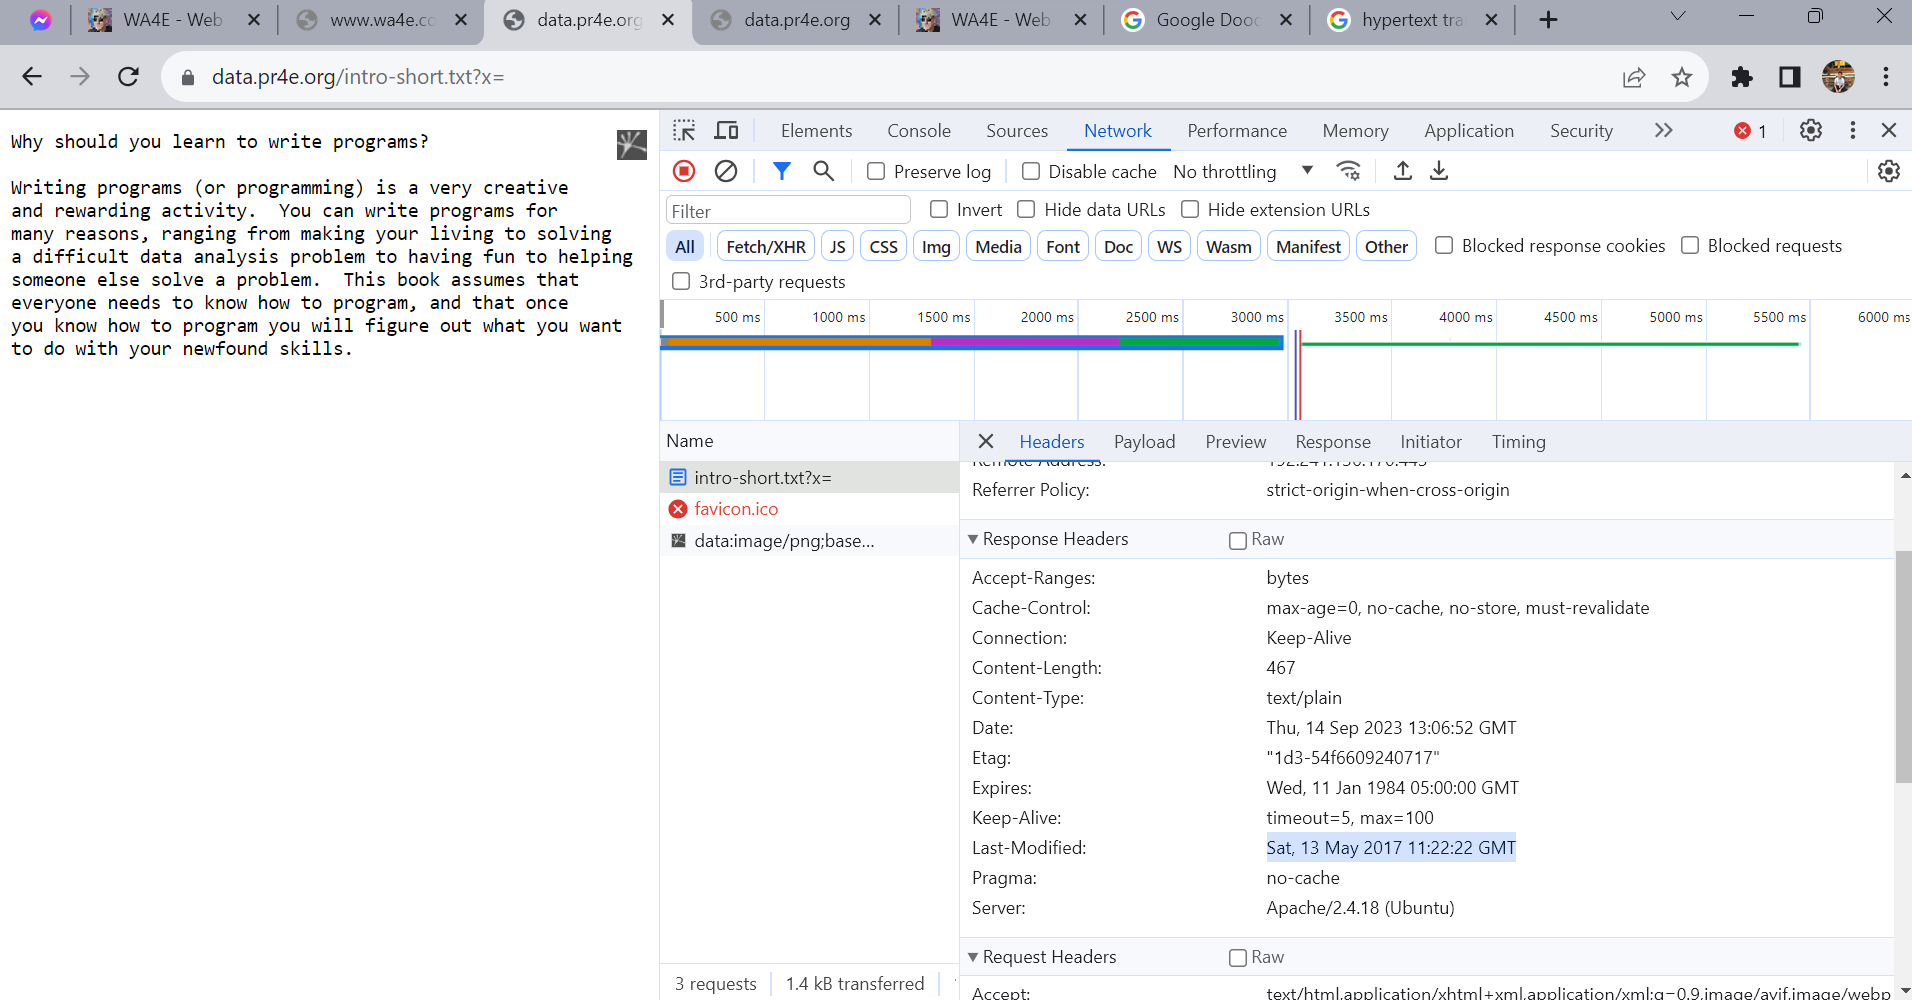 WA4E - Web
www.wa4e.co
data.pr4e.org
data.pr4e.org
WA4E - Web
Google Dooc
hypertext tra
data.pr4e.org/intro-short.txt?x=
Why should you learn to write programs?
Writing programs (or programming) is a very creative
and rewarding activity.  You can write programs for
many reasons, ranging from making your living to solving
a difficult data analysis problem to having fun to helping
someone else solve a problem.  This book assumes that
everyone needs to know how to program, and that once
you know how to program you will figure out what you want
to do with your newfound skills.
Elements Console Sources Network Performance Memory Application Security 1
Preserve log Disable cache No throttling
Filter Invert Hide data URLs Hide extension URLs
All Fetch/XHR JS CSS Img Media Font Doc WS Wasm Manifest Other Blocked response cookies Blocked requests
3rd-party requests
500 ms 1000 ms 1500 ms 2000 ms 2500 ms 3000 ms 3500 ms 4000 ms 4500 ms 5000 ms 5500 ms 6000 ms
Name
intro-short.txt?x=
favicon.ico
data:image/png;base...
3 requests 1.4 kB transferred
Headers Payload Preview Response Initiator Timing
Remote Address:
Referrer Policy: strict-origin-when-cross-origin
Response Headers Raw
Accept-Ranges: bytes
Cache-Control: max-age=0, no-cache, no-store, must-revalidate
Connection: Keep-Alive
Content-Length: 467
Content-Type: text/plain
Date: Thu, 14 Sep 2023 13:06:52 GMT
Etag: "1d3-54f6609240717"
Expires: Wed, 11 Jan 1984 05:00:00 GMT
Keep-Alive: timeout=5, max=100
Last-Modified: Sat, 13 May 2017 11:22:22 GMT
Pragma: no-cache
Server: Apache/2.4.18 (Ubuntu)
Request Headers Raw
Accept: text/html,application/xhtml+xml,application/xml;q=0.9,image/avif,image/webp